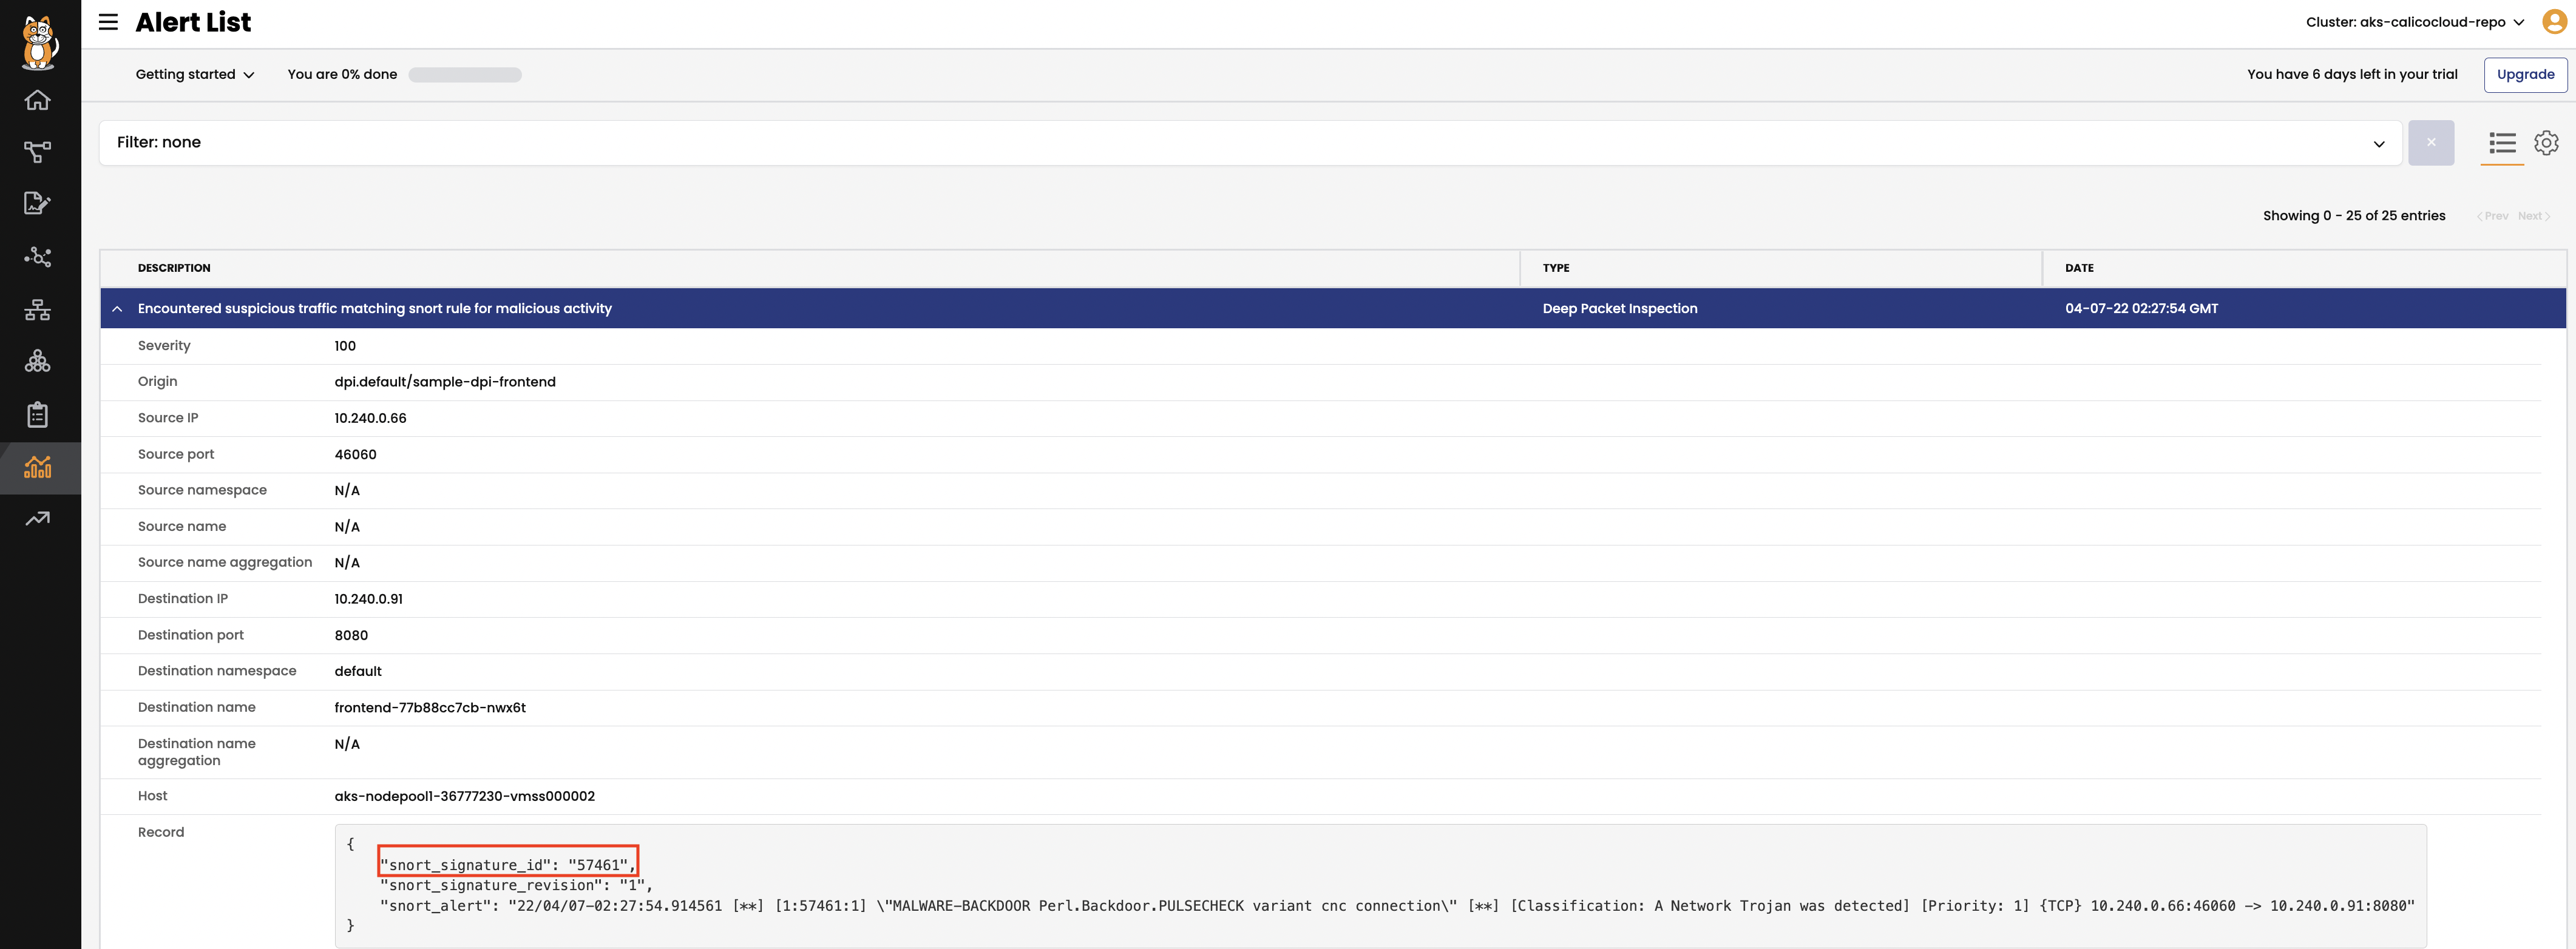 Alert List
Cluster: aks-calicocloud-repo
Getting started
You are 0% done
You have 6 days left in your trial
Upgrade
Filter: none
Showing 0 - 25 of 25 entries
Prev Next
DESCRIPTION TYPE DATE
Encountered suspicious traffic matching snort rule for malicious activity Deep Packet Inspection 04-07-22 02:27:54 GMT
Severity 100
Origin dpi.default/sample-dpi-frontend
Source IP 10.240.0.66
Source port 46060
Source namespace N/A
Source name N/A
Source name aggregation N/A
Destination IP 10.240.0.91
Destination port 8080
Destination namespace default
Destination name frontend-77b88cc7cb-nwx6t
Destination name N/A
aggregation
Host aks-nodepool1-36777230-vmss000002
Record
{
"snort_signature_id": "57461",
"snort_signature_revision": "1",
"snort_alert": "22/04/07-02:27:54.914561 [**] [1:57461:1] \"MALWARE-BACKDOOR Perl.Backdoor.PULSECHECK variant cnc connection\" [**] [Classification: A Network Trojan was detected] [Priority: 1] {TCP} 10.240.0.66:46060 -> 10.240.0.91:8080"
}